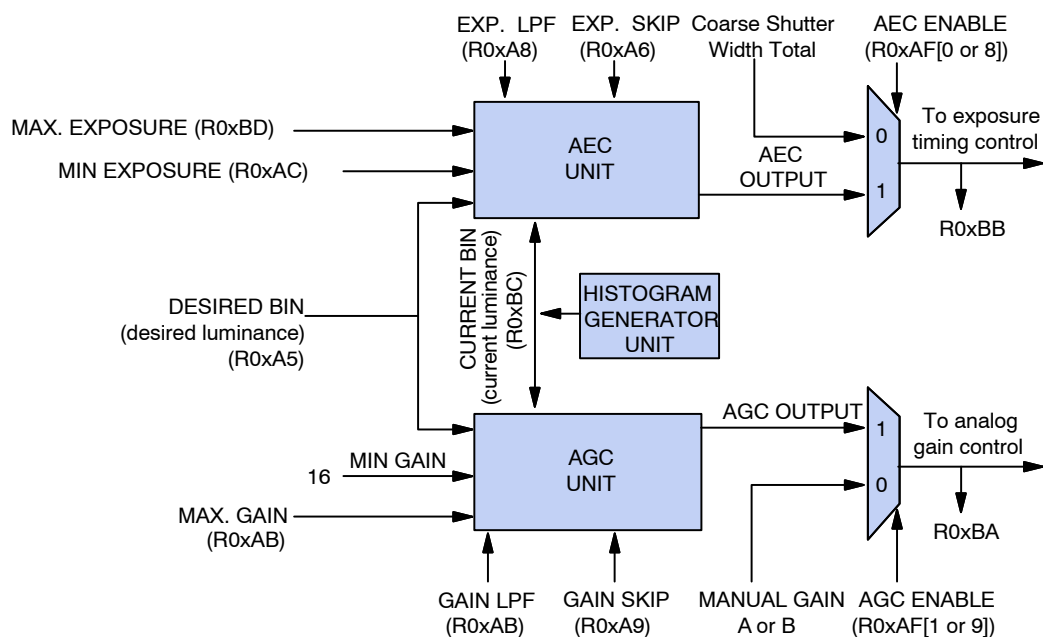 EXP. LPF
(R0xA8)
EXP. SKIP
(R0xA6)
Coarse Shutter
Width Total
AEC ENABLE
(R0xAF[0 or 8])
MAX. EXPOSURE (R0xBD)
MIN EXPOSURE (R0xAC)
AEC
UNIT
AEC
OUTPUT
0
1
To exposure
timing control
R0xBB
DESIRED BIN
(desired luminance)
(R0xA5)
CURRENT BIN
(current luminance)
(R0xBC)
HISTOGRAM
GENERATOR
UNIT
16
MIN GAIN
MAX. GAIN
(R0xAB)
AGC
UNIT
AGC OUTPUT
1
0
To analog
gain control
R0xBA
GAIN LPF
(R0xAB)
GAIN SKIP
(R0xA9)
MANUAL GAIN
A or B
AGC ENABLE
(R0xAF[1 or 9])